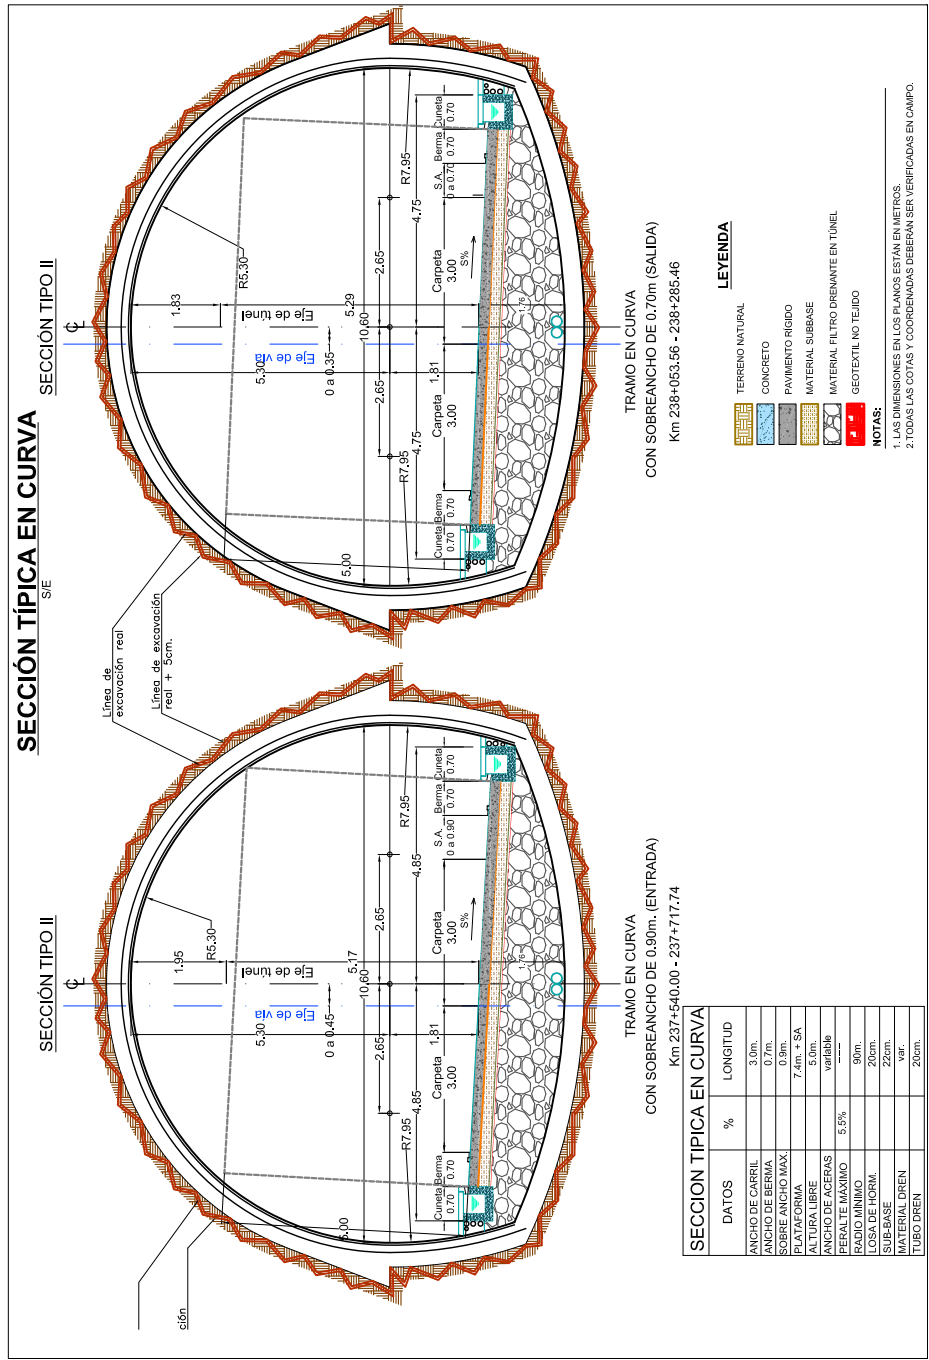 SECCIÓN TÍPICA EN CURVA
S/E
SECCIÓN TIPO II
Línea de
excavación real
Línea de excavación
real + 5cm.
ción
R5.30
1.95
Eje de túnel
Eje de vía
5.30
0 a 0.45
5.17
10.60
2.65
2.65
1.81
R7.95
R7.95
4.85
4.85
5.00
Cuneta
0.70
Berma
0.70
Carpeta
3.00
Carpeta
3.00
S%
S.A.
0 a 0.90
Berma
0.70
Cuneta
0.70
1.76
TRAMO EN CURVA
CON SOBREANCHO DE 0.90m. (ENTRADA)
Km 237+540.00 - 237+717.74
SECCIÓN TIPO II
R5.30
1.83
Eje de túnel
Eje de vía
5.30
0 a 0.35
5.29
10.60
2.65
2.65
1.81
R7.95
R7.95
4.75
4.75
5.00
Cuneta
0.70
Berma
0.70
Carpeta
3.00
Carpeta
3.00
S%
S.A.
0 a 0.70
Berma
0.70
Cuneta
0.70
1.76
TRAMO EN CURVA
CON SOBREANCHO DE 0.70m (SALIDA)
Km 238+053.56 - 238+285.46
SECCION TIPICA EN CURVA
DATOS % LONGITUD
ANCHO DE CARRIL 3.0m.
ANCHO DE BERMA 0.7m.
SOBRE ANCHO MAX. 0.9m.
PLATAFORMA 7.4m. + SA
ALTURA LIBRE 5.0m.
ANCHO DE ACERAS variable
PERALTE MÁXIMO 5.5% ----
RADIO MÍNIMO 90m.
LOSA DE HORM. 20cm.
SUB-BASE 22cm.
MATERIAL DREN var.
TUBO DREN 20cm.
LEYENDA
TERRENO NATURAL
CONCRETO
PAVIMENTO RÍGIDO
MATERIAL SUBBASE
MATERIAL FILTRO DRENANTE EN TÚNEL
GEOTEXTIL NO TEJIDO
NOTAS:
1. LAS DIMENSIONES EN LOS PLANOS ESTÁN EN METROS.
2.TODAS LAS COTAS Y COORDENADAS DEBERÁN SER VERIFICADAS EN CAMPO.